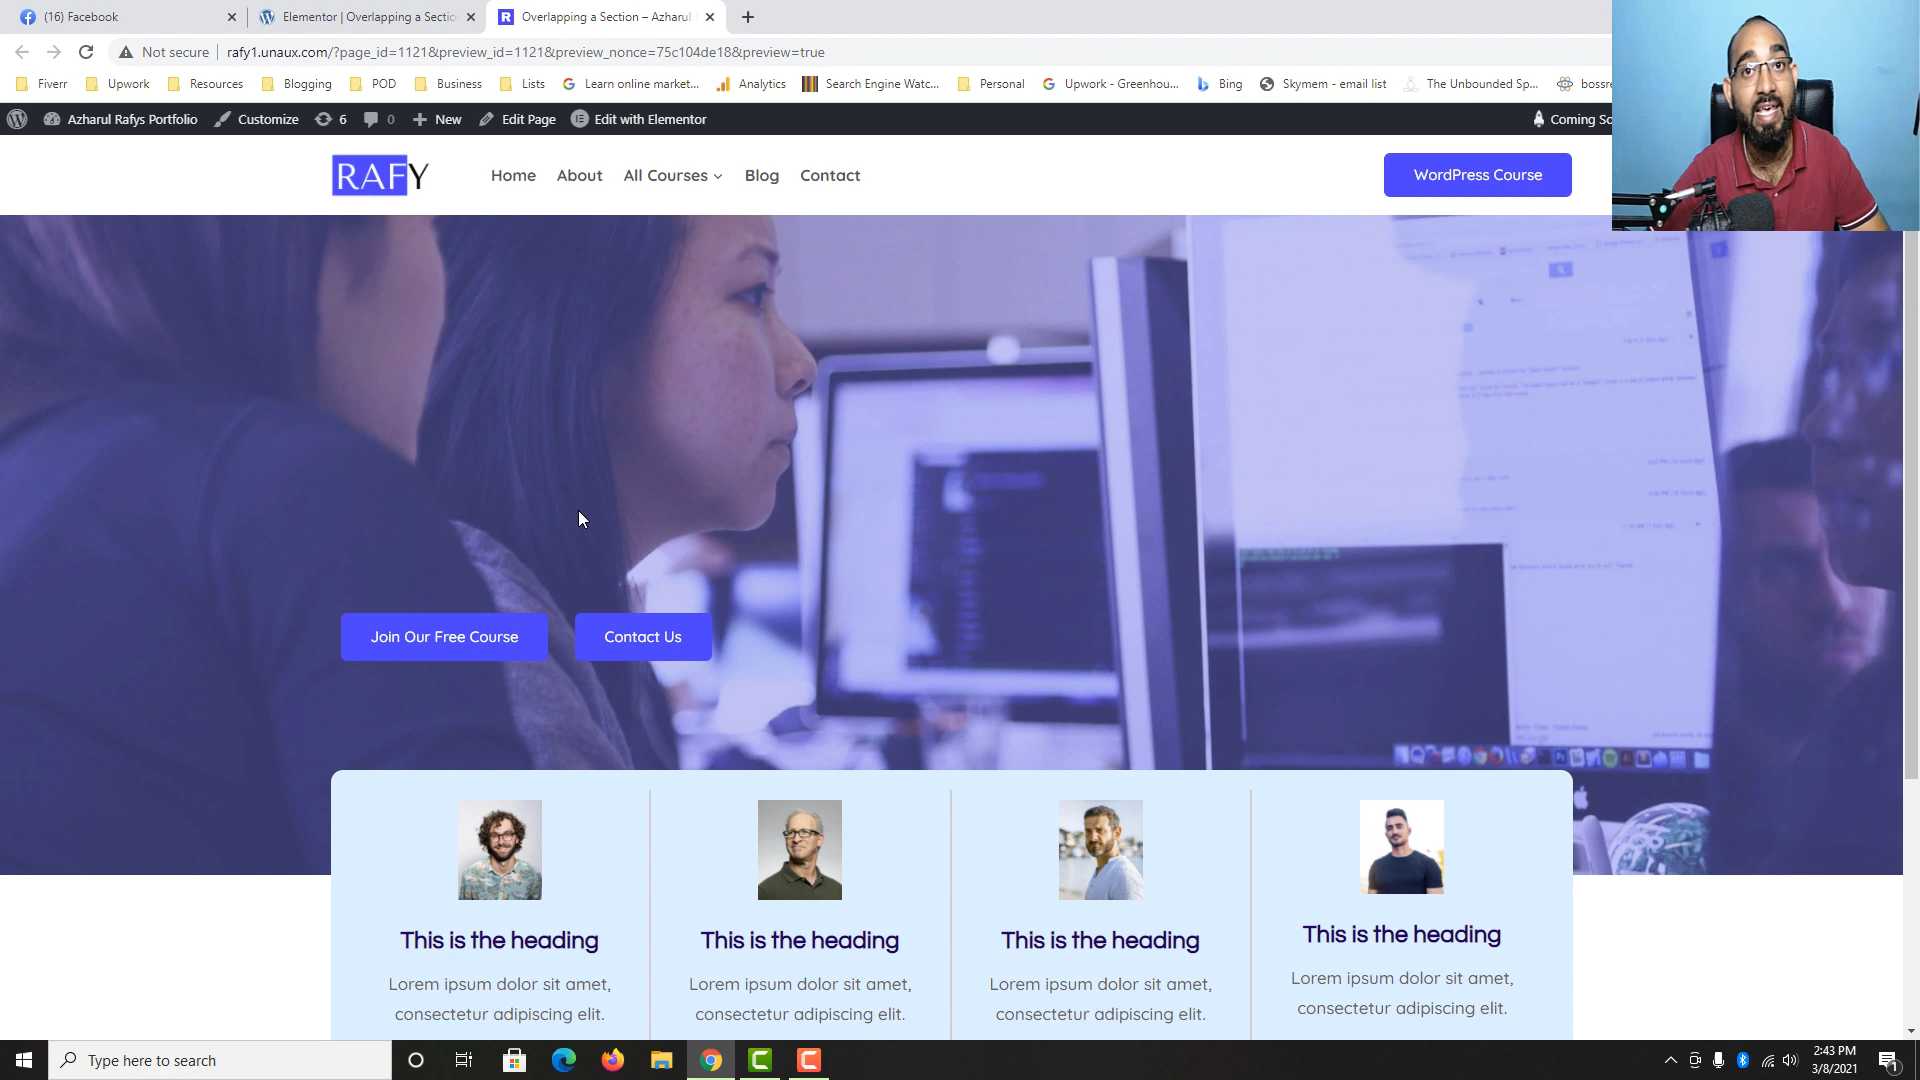 (16) Facebook
Elementor | Overlapping a Sectio
Overlapping a Section – Azharul
Not secure
rafy1.unaux.com/?page_id=1121&preview_id=1121&preview_nonce=75c104de18&preview=true
Fiverr
Upwork
Resources
Blogging
POD
Business
Lists
Learn online market...
Analytics
Search Engine Watc...
Personal
Upwork - Greenhou...
Bing
Skymem - email list
The Unbounded Sp...
bossre
Azharul Rafys Portfolio
Customize
6
0
New
Edit Page
Edit with Elementor
Coming So
RAFY
Home
About
All Courses
Blog
Contact
WordPress Course
Join Our Free Course
Contact Us
This is the heading
Lorem ipsum dolor sit amet,
consectetur adipiscing elit.
This is the heading
Lorem ipsum dolor sit amet,
consectetur adipiscing elit.
This is the heading
Lorem ipsum dolor sit amet,
consectetur adipiscing elit.
This is the heading
Lorem ipsum dolor sit amet,
consectetur adipiscing elit.
Type here to search
2:43 PM
3/8/2021
1